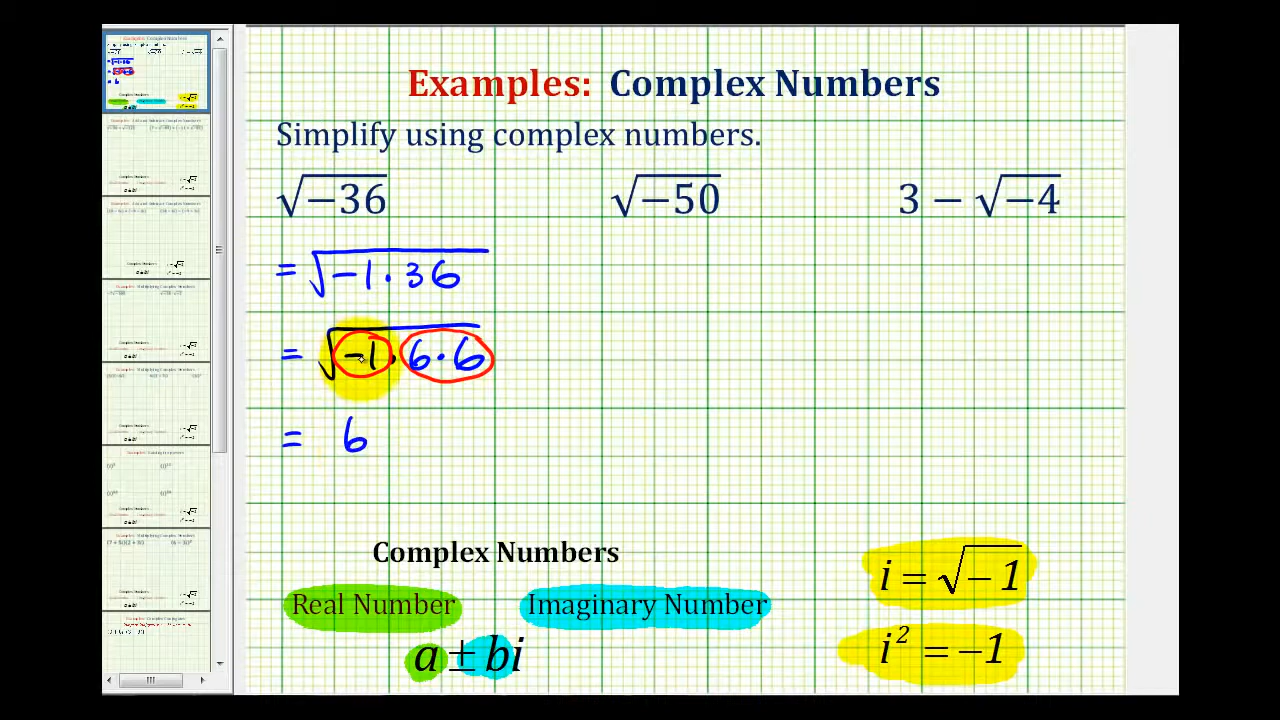 Examples: Complex Numbers
Simplify using complex numbers.
√−36 √−50 3 − √−4
= √−1·36
= √−1·6·6
= 6
Complex Numbers
Real Number Imaginary Number
a ± bi
i = √−1
i² = −1